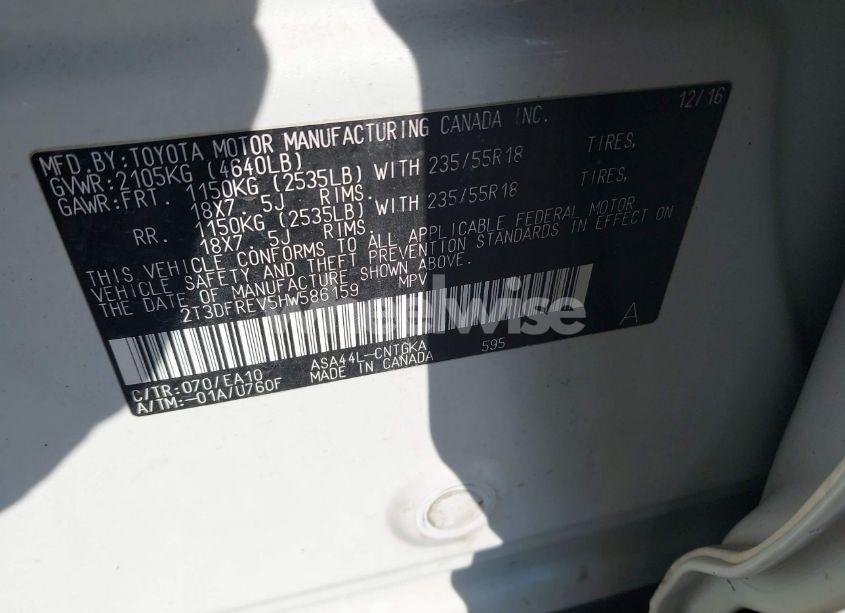 12/16
MFD.BY:TOYOTA MOTOR MANUFACTURING CANADA INC.
GVWR:2105KG (4640LB)
GAWR:FRT. 1150KG (2535LB) WITH 235/55R18 TIRES,
18X7.5J RIMS.
RR. 1150KG (2535LB) WITH 235/55R18 TIRES,
18X7.5J RIMS.
THIS VEHICLE CONFORMS TO ALL APPLICABLE FEDERAL MOTOR
VEHICLE SAFETY AND THEFT PREVENTION STANDARDS IN EFFECT ON
THE DATE OF MANUFACTURE SHOWN ABOVE.
2T3DFREV5HW586159 MPV
wheelwise
A
C/TR:070/EA10 ASA44L-CNTGKA 595
A/TM:-01A/U760F MADE IN CANADA